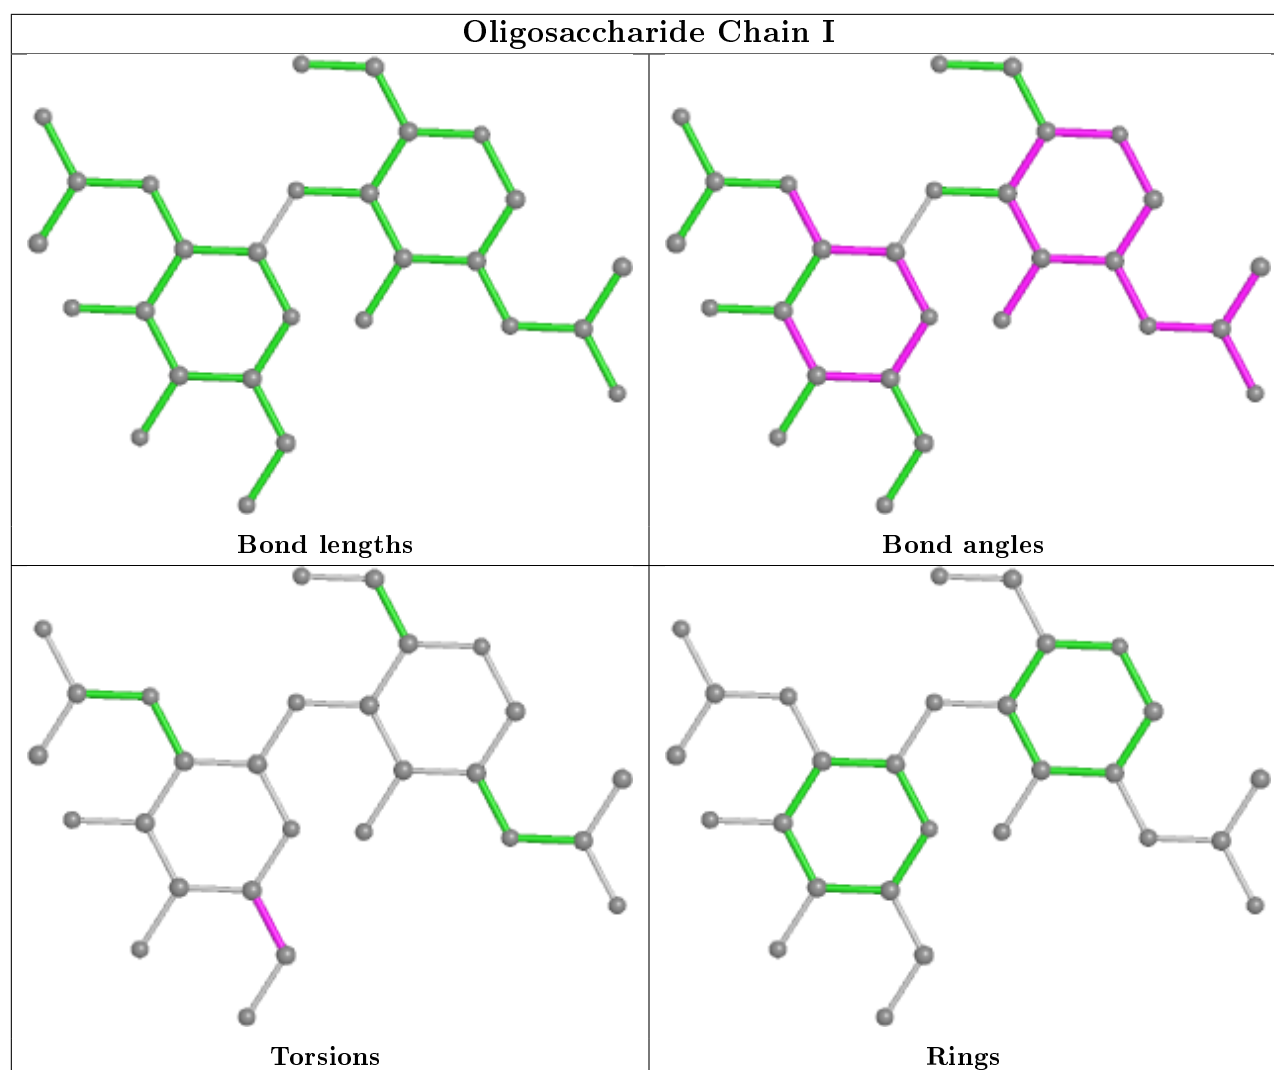 Oligosaccharide Chain I
Bond lengths
Bond angles
Torsions
Rings